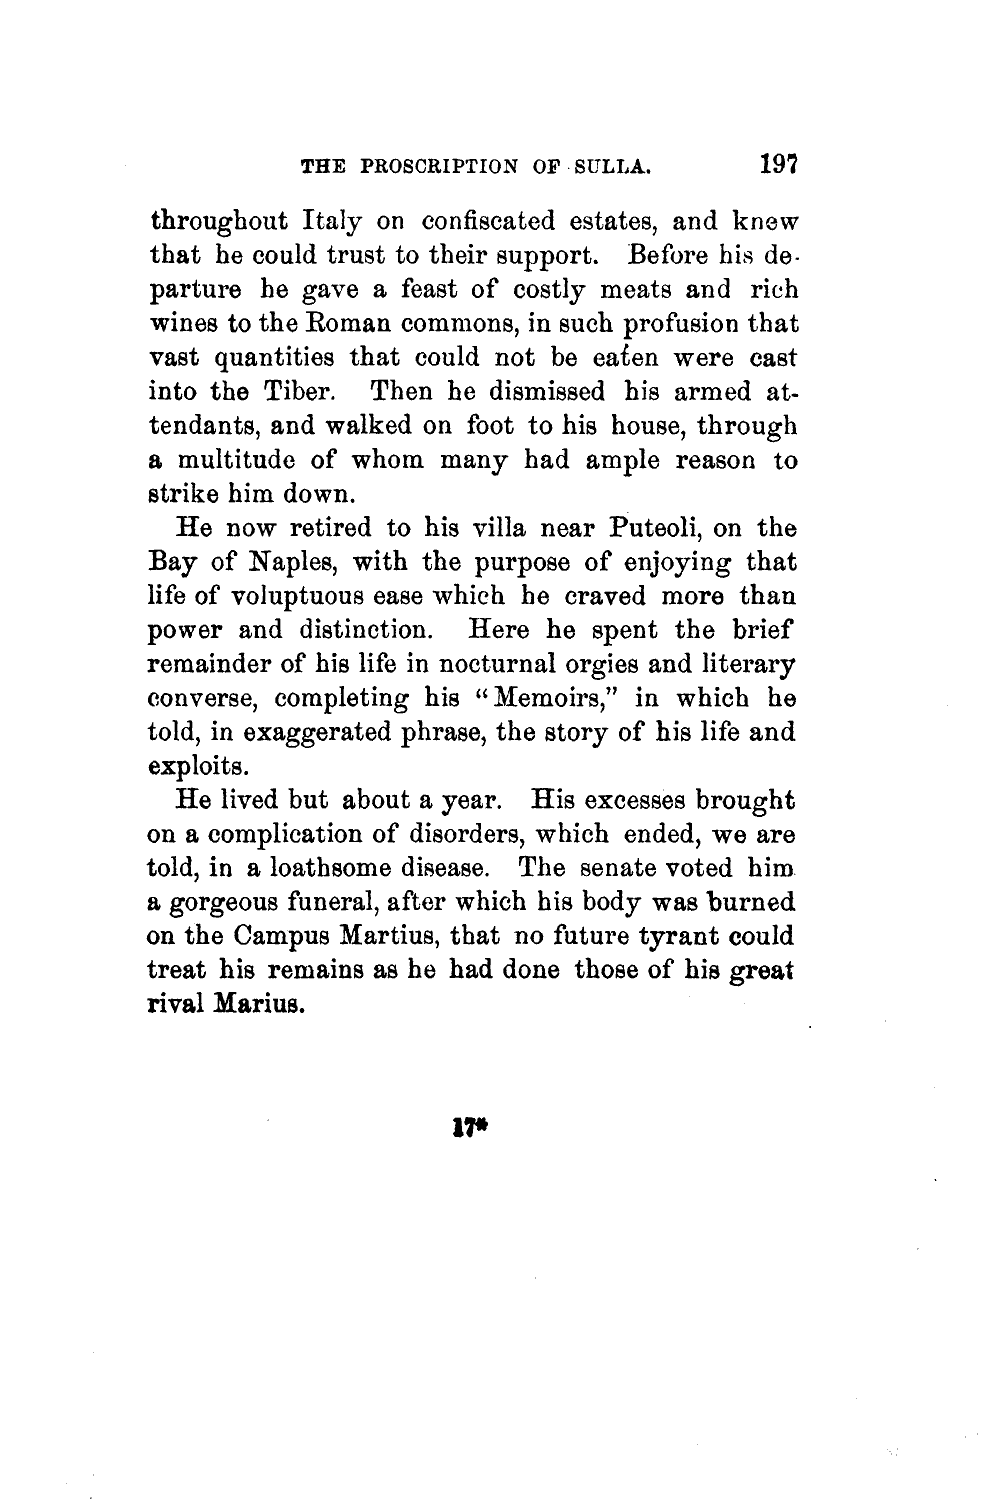 THE PROSCRIPTION OF SULLA. 197
throughout Italy on confiscated estates, and knew
that he could trust to their support. Before his de-
parture he gave a feast of costly meats and rich
wines to the Roman commons, in such profusion that
vast quantities that could not be eaten were cast
into the Tiber. Then he dismissed his armed at-
tendants, and walked on foot to his house, through
a multitude of whom many had ample reason to
strike him down.
He now retired to his villa near Puteoli, on the
Bay of Naples, with the purpose of enjoying that
life of voluptuous ease which he craved more than
power and distinction. Here he spent the brief
remainder of his life in nocturnal orgies and literary
converse, completing his “Memoirs,” in which he
told, in exaggerated phrase, the story of his life and
exploits.
He lived but about a year. His excesses brought
on a complication of disorders, which ended, we are
told, in a loathsome disease. The senate voted him
a gorgeous funeral, after which his body was burned
on the Campus Martius, that no future tyrant could
treat his remains as he had done those of his great
rival Marius.
17*